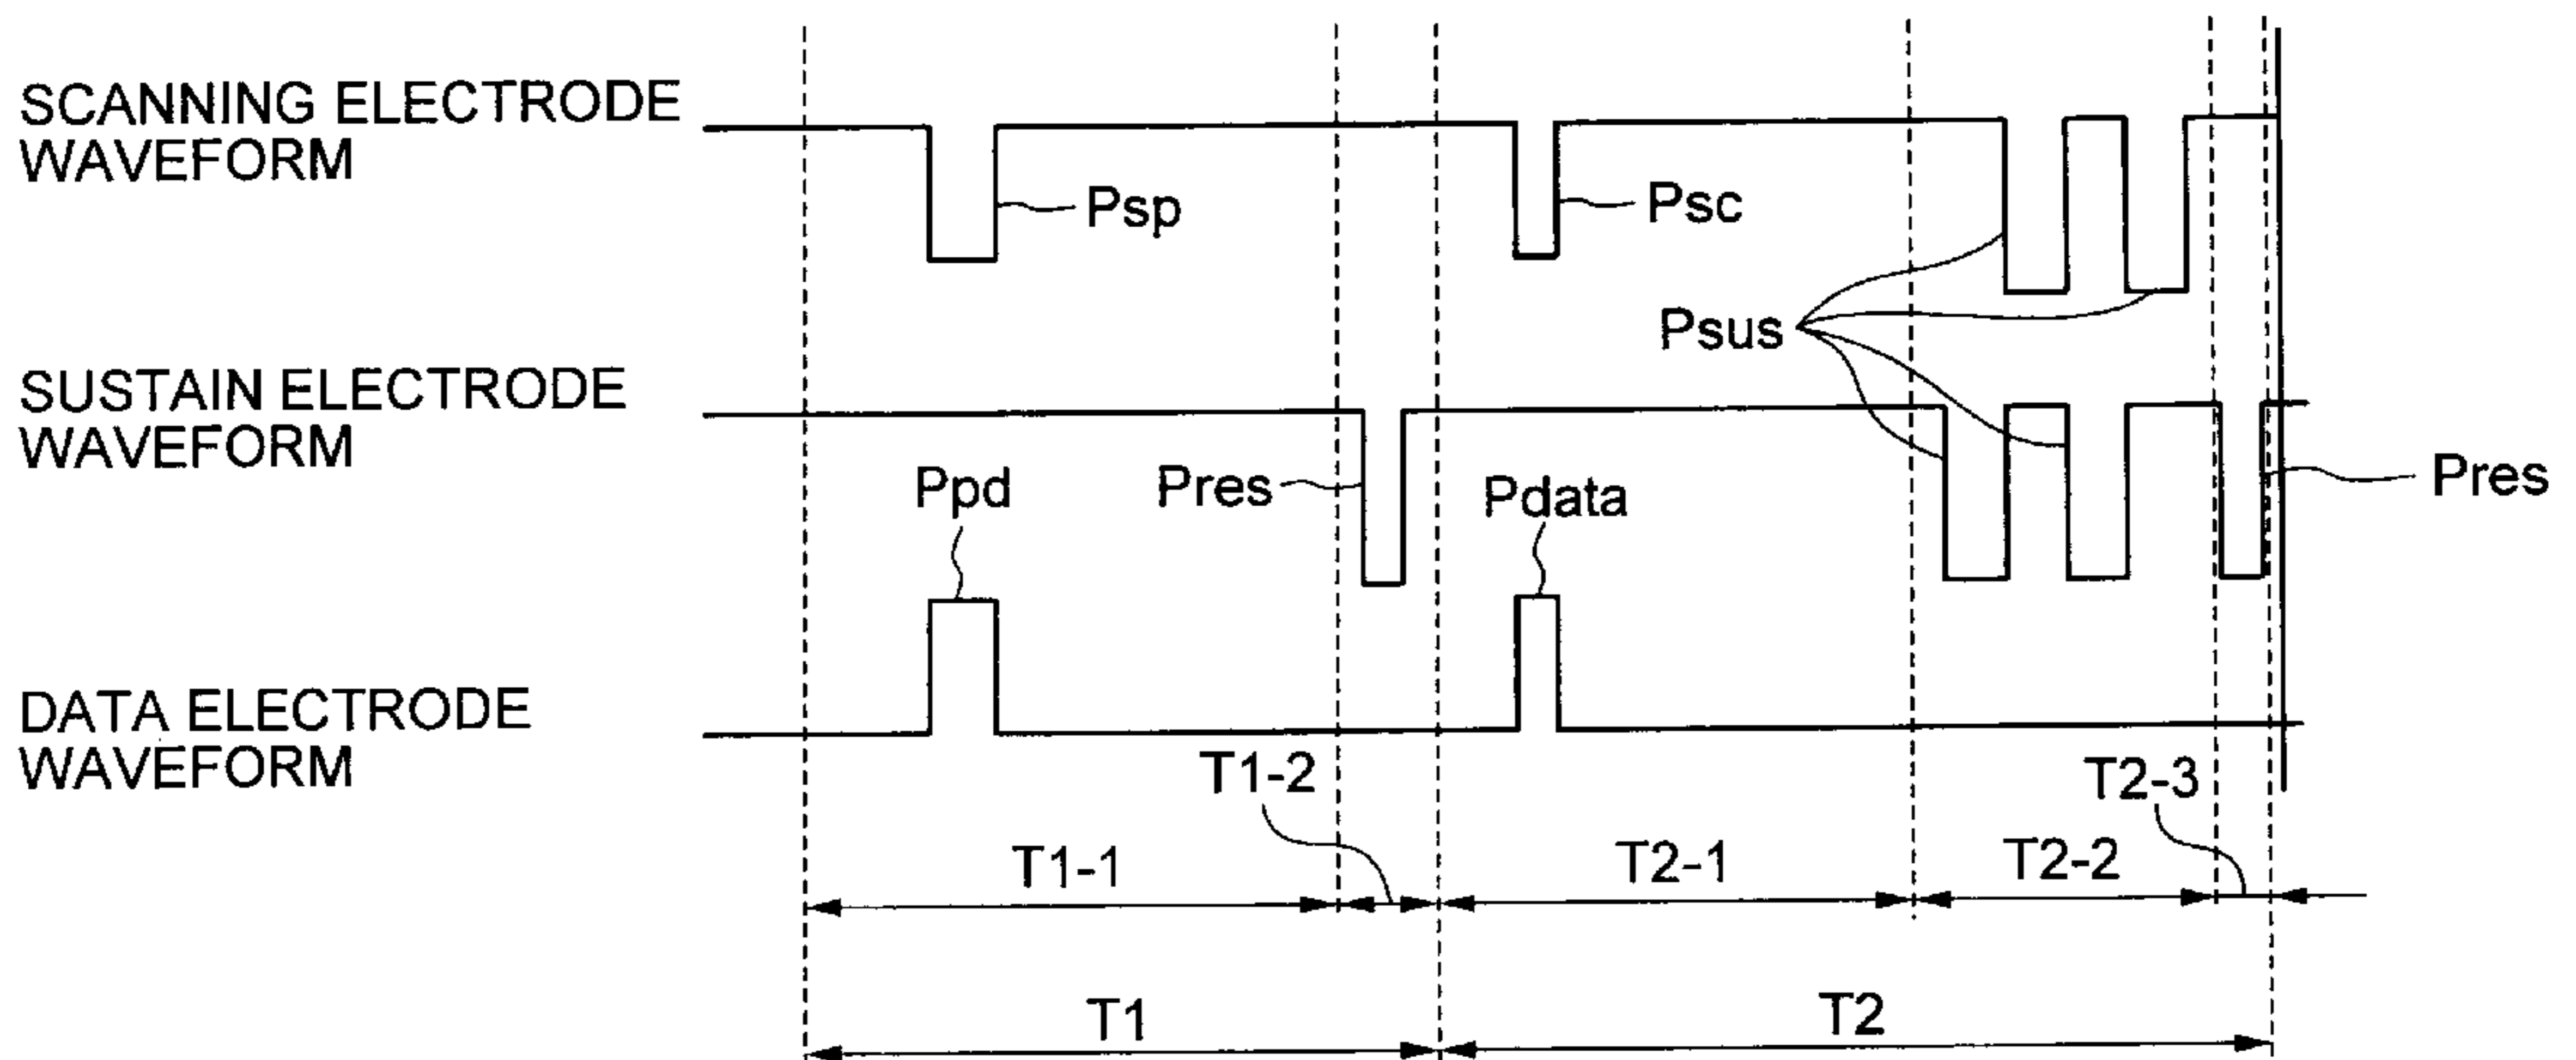 SCANNING ELECTRODE
WAVEFORM
Psp
Psc
Psus
SUSTAIN ELECTRODE
WAVEFORM
Ppd
Pres
Pdata
Pres
DATA ELECTRODE
WAVEFORM
T1-2
T2-3
T1-1
T2-1
T2-2
T1
T2